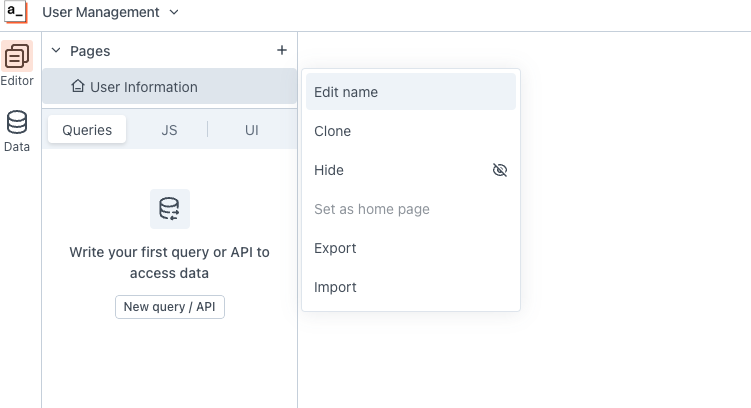 a_
User Management
Pages
User Information
Editor
Data
Queries
JS
UI
Write your first query or API to
access data
New query / API
Edit name
Clone
Hide
Set as home page
Export
Import